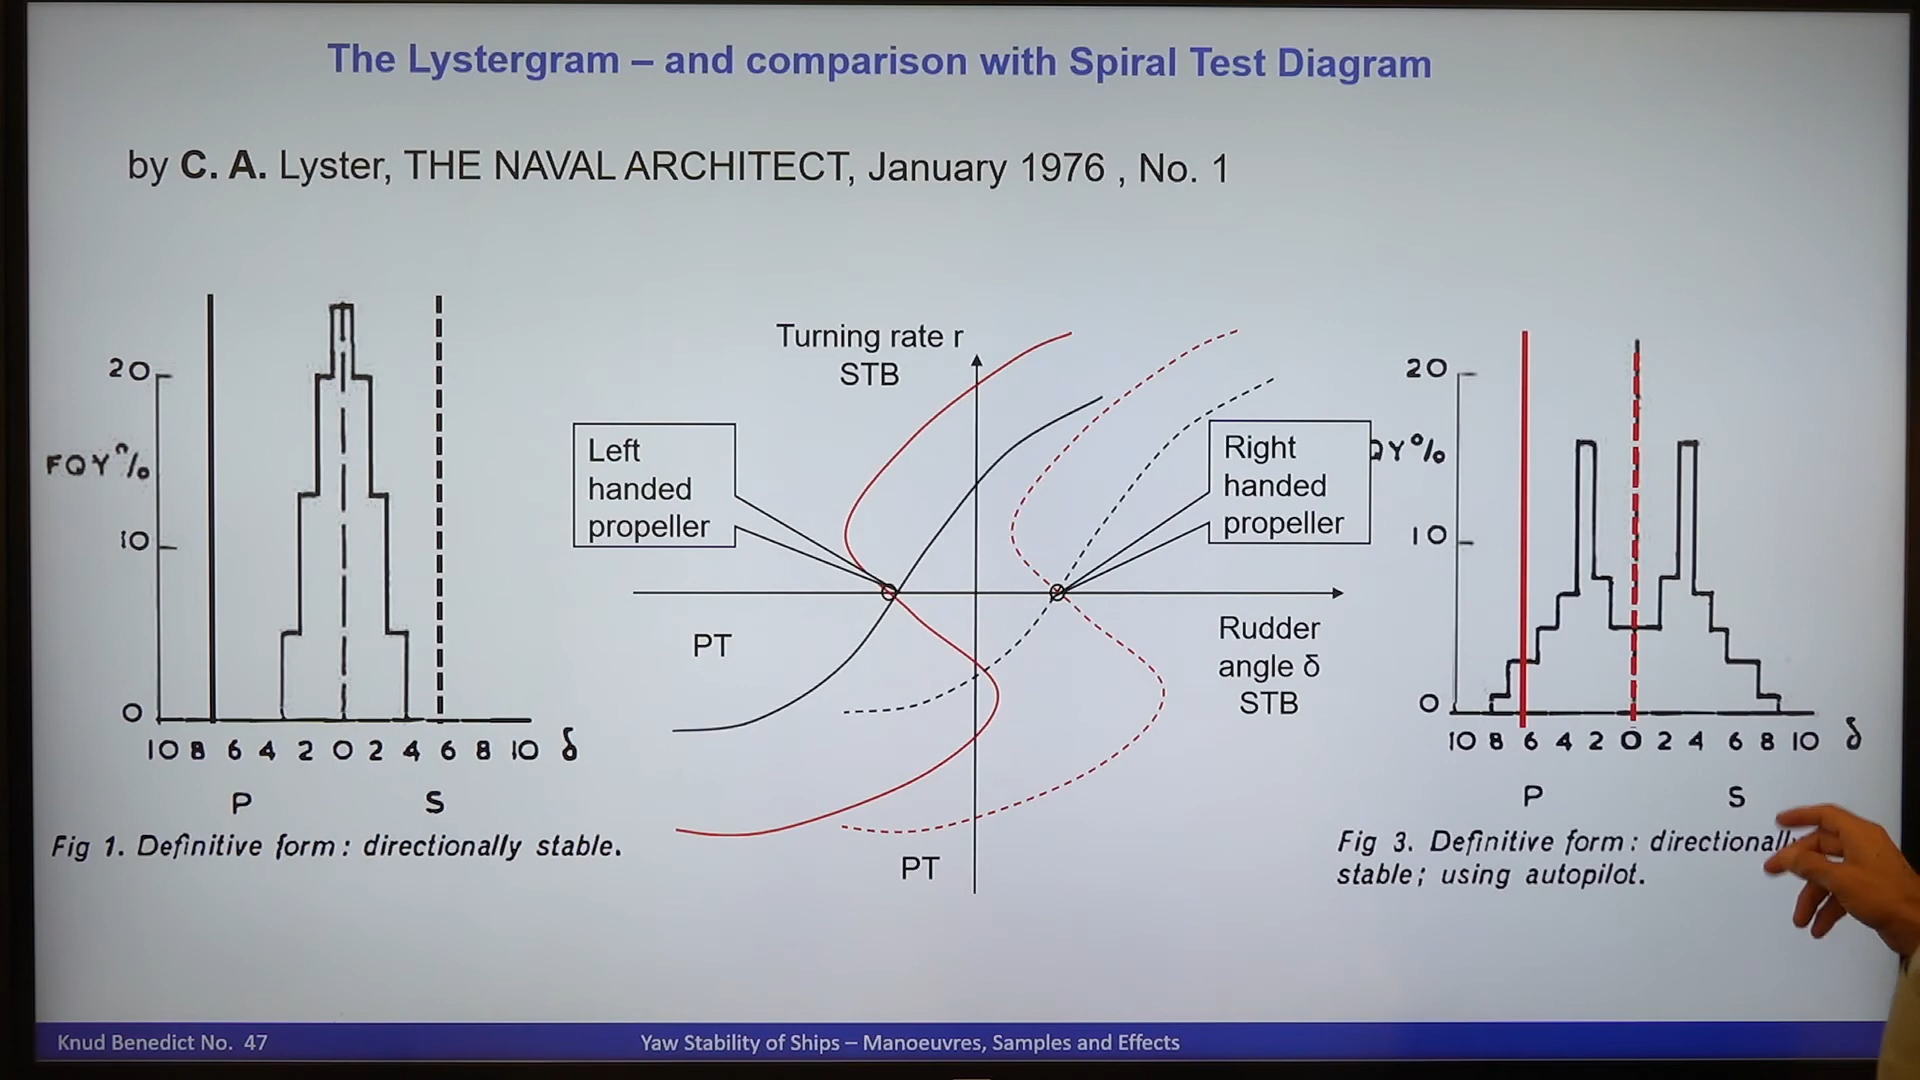 The Lystergram – and comparison with Spiral Test Diagram
by C. A. Lyster, THE NAVAL ARCHITECT, January 1976 , No. 1
20
FQY%
10
0
10 8 6 4 2 0 2 4 6 8 10 δ
P S
Fig 1. Definitive form: directionally stable.
Turning rate r
STB
Left
handed
propeller
Right
handed
propeller
PT
Rudder
angle δ
STB
PT
20
QY%
10
0
10 8 6 4 2 0 2 4 6 8 10 δ
P S
Fig 3. Definitive form: directionally
stable; using autopilot.
Knud Benedict No. 47
Yaw Stability of Ships – Manoeuvres, Samples and Effects